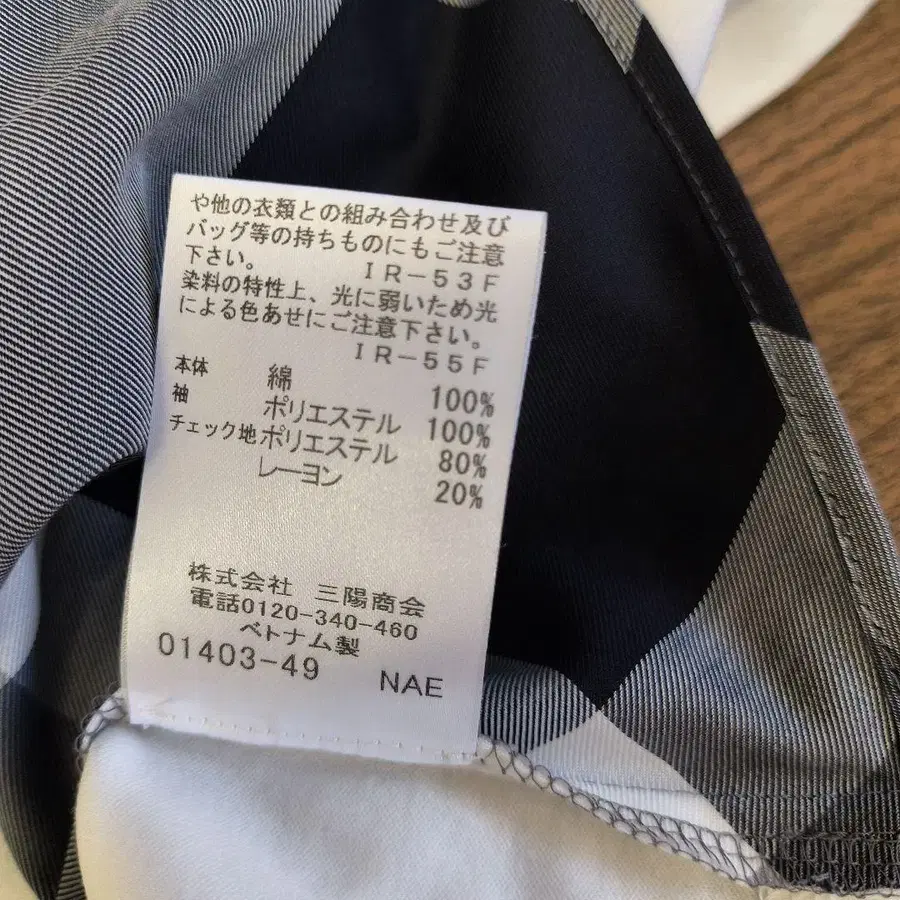 や他の衣類との組み合わせ及び
バッグ等の持ちものにもご注意
下さい。 ＩＲ－５３Ｆ
染料の特性上、光に弱いため光
による色あせにご注意下さい。
ＩＲ－５５Ｆ
本体 綿 100%
袖 ポリエステル 100%
チェック地 ポリエステル 80%
レーヨン 20%
株式会社 三陽商会
電話0120-340-460
ベトナム製
01403-49 NAE